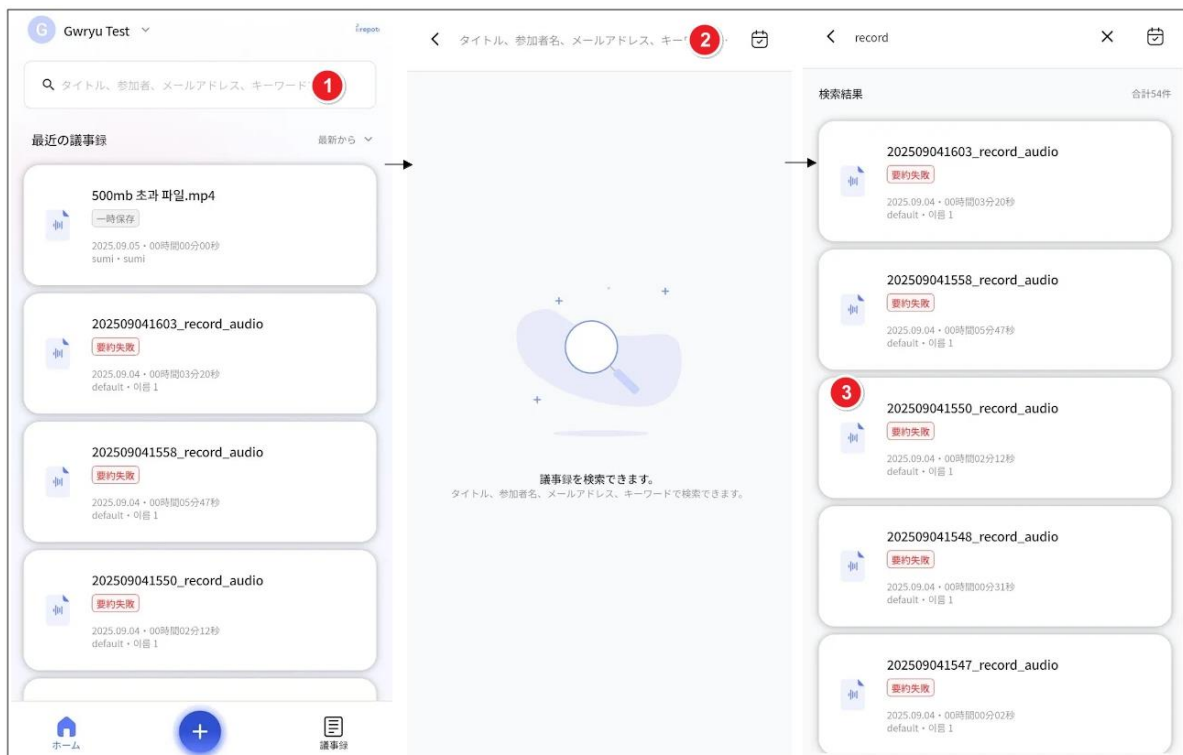 G
Gwryu Test
タイトル、参加者、メールアドレス、キーワード
1
最近の議事録
最新から
500mb 초과 파일.mp4
一時保存
2025.09.05・00時間00分00秒
sumi・sumi
202509041603_record_audio
要約失敗
2025.09.04・00時間03分20秒
default・이름 1
202509041558_record_audio
要約失敗
2025.09.04・00時間05分47秒
default・이름 1
202509041550_record_audio
要約失敗
2025.09.04・00時間02分12秒
default・이름 1
ホーム
議事録
タイトル、参加者名、メールアドレス、キー
2
議事録を検索できます。
タイトル、参加者名、メールアドレス、キーワードで検索できます。
record
検索結果
合計54件
202509041603_record_audio
要約失敗
2025.09.04・00時間03分20秒
default・이름 1
202509041558_record_audio
要約失敗
2025.09.04・00時間05分47秒
default・이름 1
3
202509041550_record_audio
要約失敗
2025.09.04・00時間02分12秒
default・이름 1
202509041548_record_audio
要約失敗
2025.09.04・00時間00分31秒
default・이름 1
202509041547_record_audio
要約失敗
2025.09.04・00時間00分02秒
default・이름 1